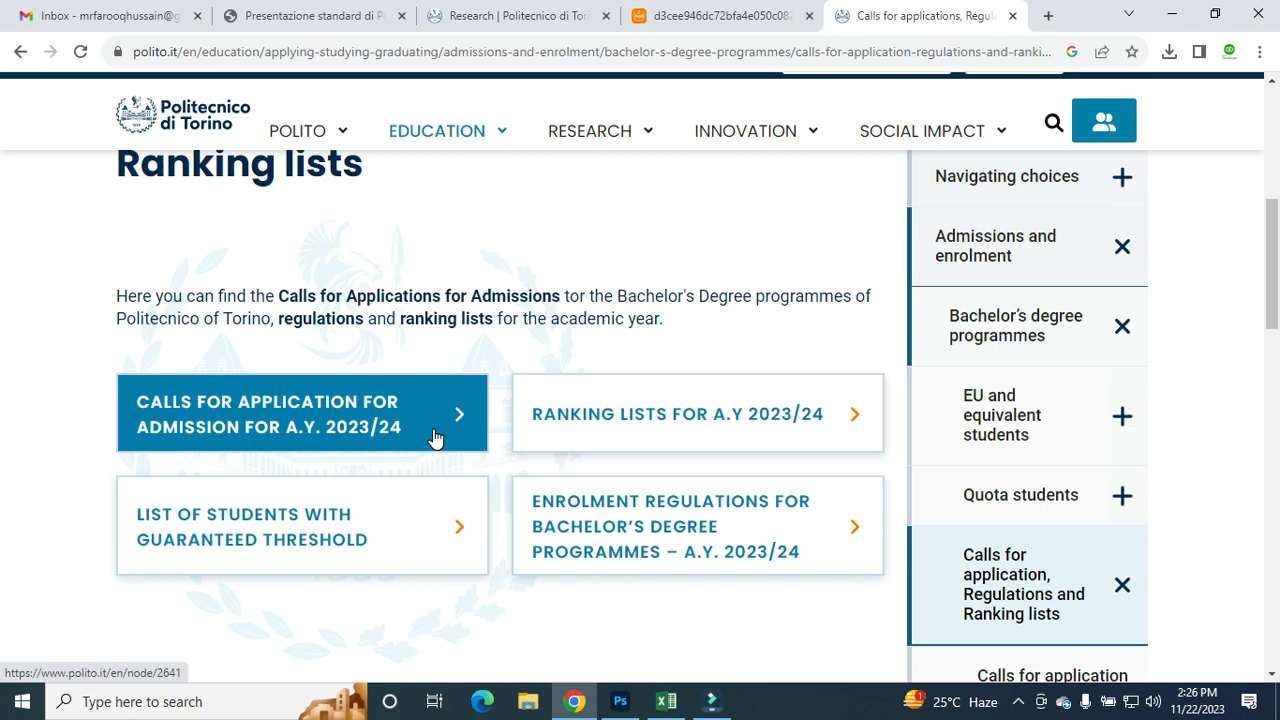 Inbox - mrfarooqhussain@g
Presentazione standard di Po
Research | Politecnico di Tor
d3cee946dc72bfa4e050c082
Calls for applications, Regula
polito.it/en/education/applying-studying-graduating/admissions-and-enrolment/bachelor-s-degree-programmes/calls-for-application-regulations-and-ranki...
Politecnico
di Torino
POLITO
EDUCATION
RESEARCH
INNOVATION
SOCIAL IMPACT
Ranking lists
Here you can find the Calls for Applications for Admissions tor the Bachelor's Degree programmes of
Politecnico of Torino, regulations and ranking lists for the academic year.
CALLS FOR APPLICATION FOR
ADMISSION FOR A.Y. 2023/24
RANKING LISTS FOR A.Y 2023/24
LIST OF STUDENTS WITH
GUARANTEED THRESHOLD
ENROLMENT REGULATIONS FOR
BACHELOR'S DEGREE
PROGRAMMES – A.Y. 2023/24
Navigating choices
Admissions and
enrolment
Bachelor's degree
programmes
EU and
equivalent
students
Quota students
Calls for
application,
Regulations and
Ranking lists
Calls for application
https://www.polito.it/en/node/2641
Type here to search
Ps
1
25°C Haze
2:26 PM
11/22/2023